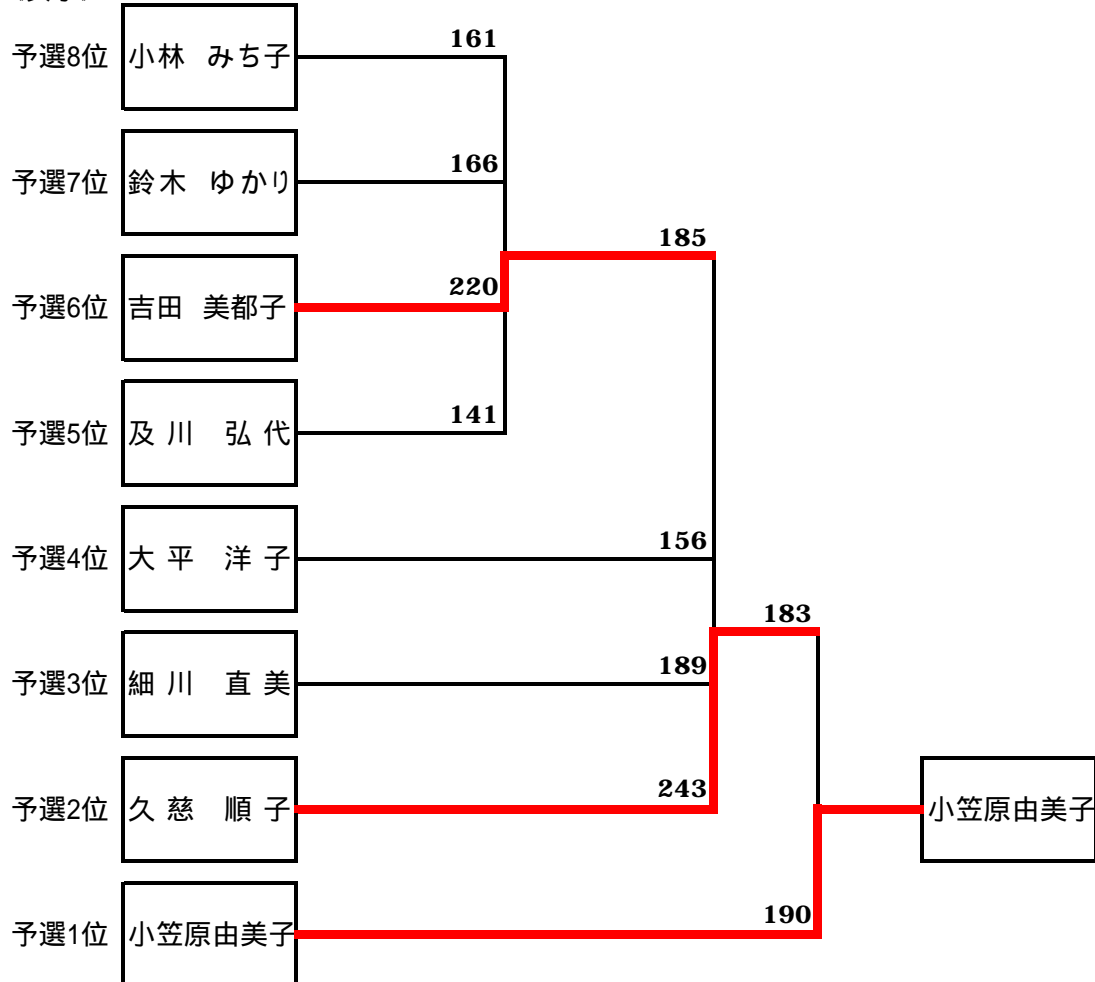 161
予選8位 小林 みち子
166
予選7位 鈴木 ゆかり
185
220
予選6位 吉田 美都子
141
予選5位 及川 弘代
156
予選4位 大平 洋子
183
189
予選3位 細川 直美
243
予選2位 久慈 順子
小笠原由美子
190
予選1位 小笠原由美子